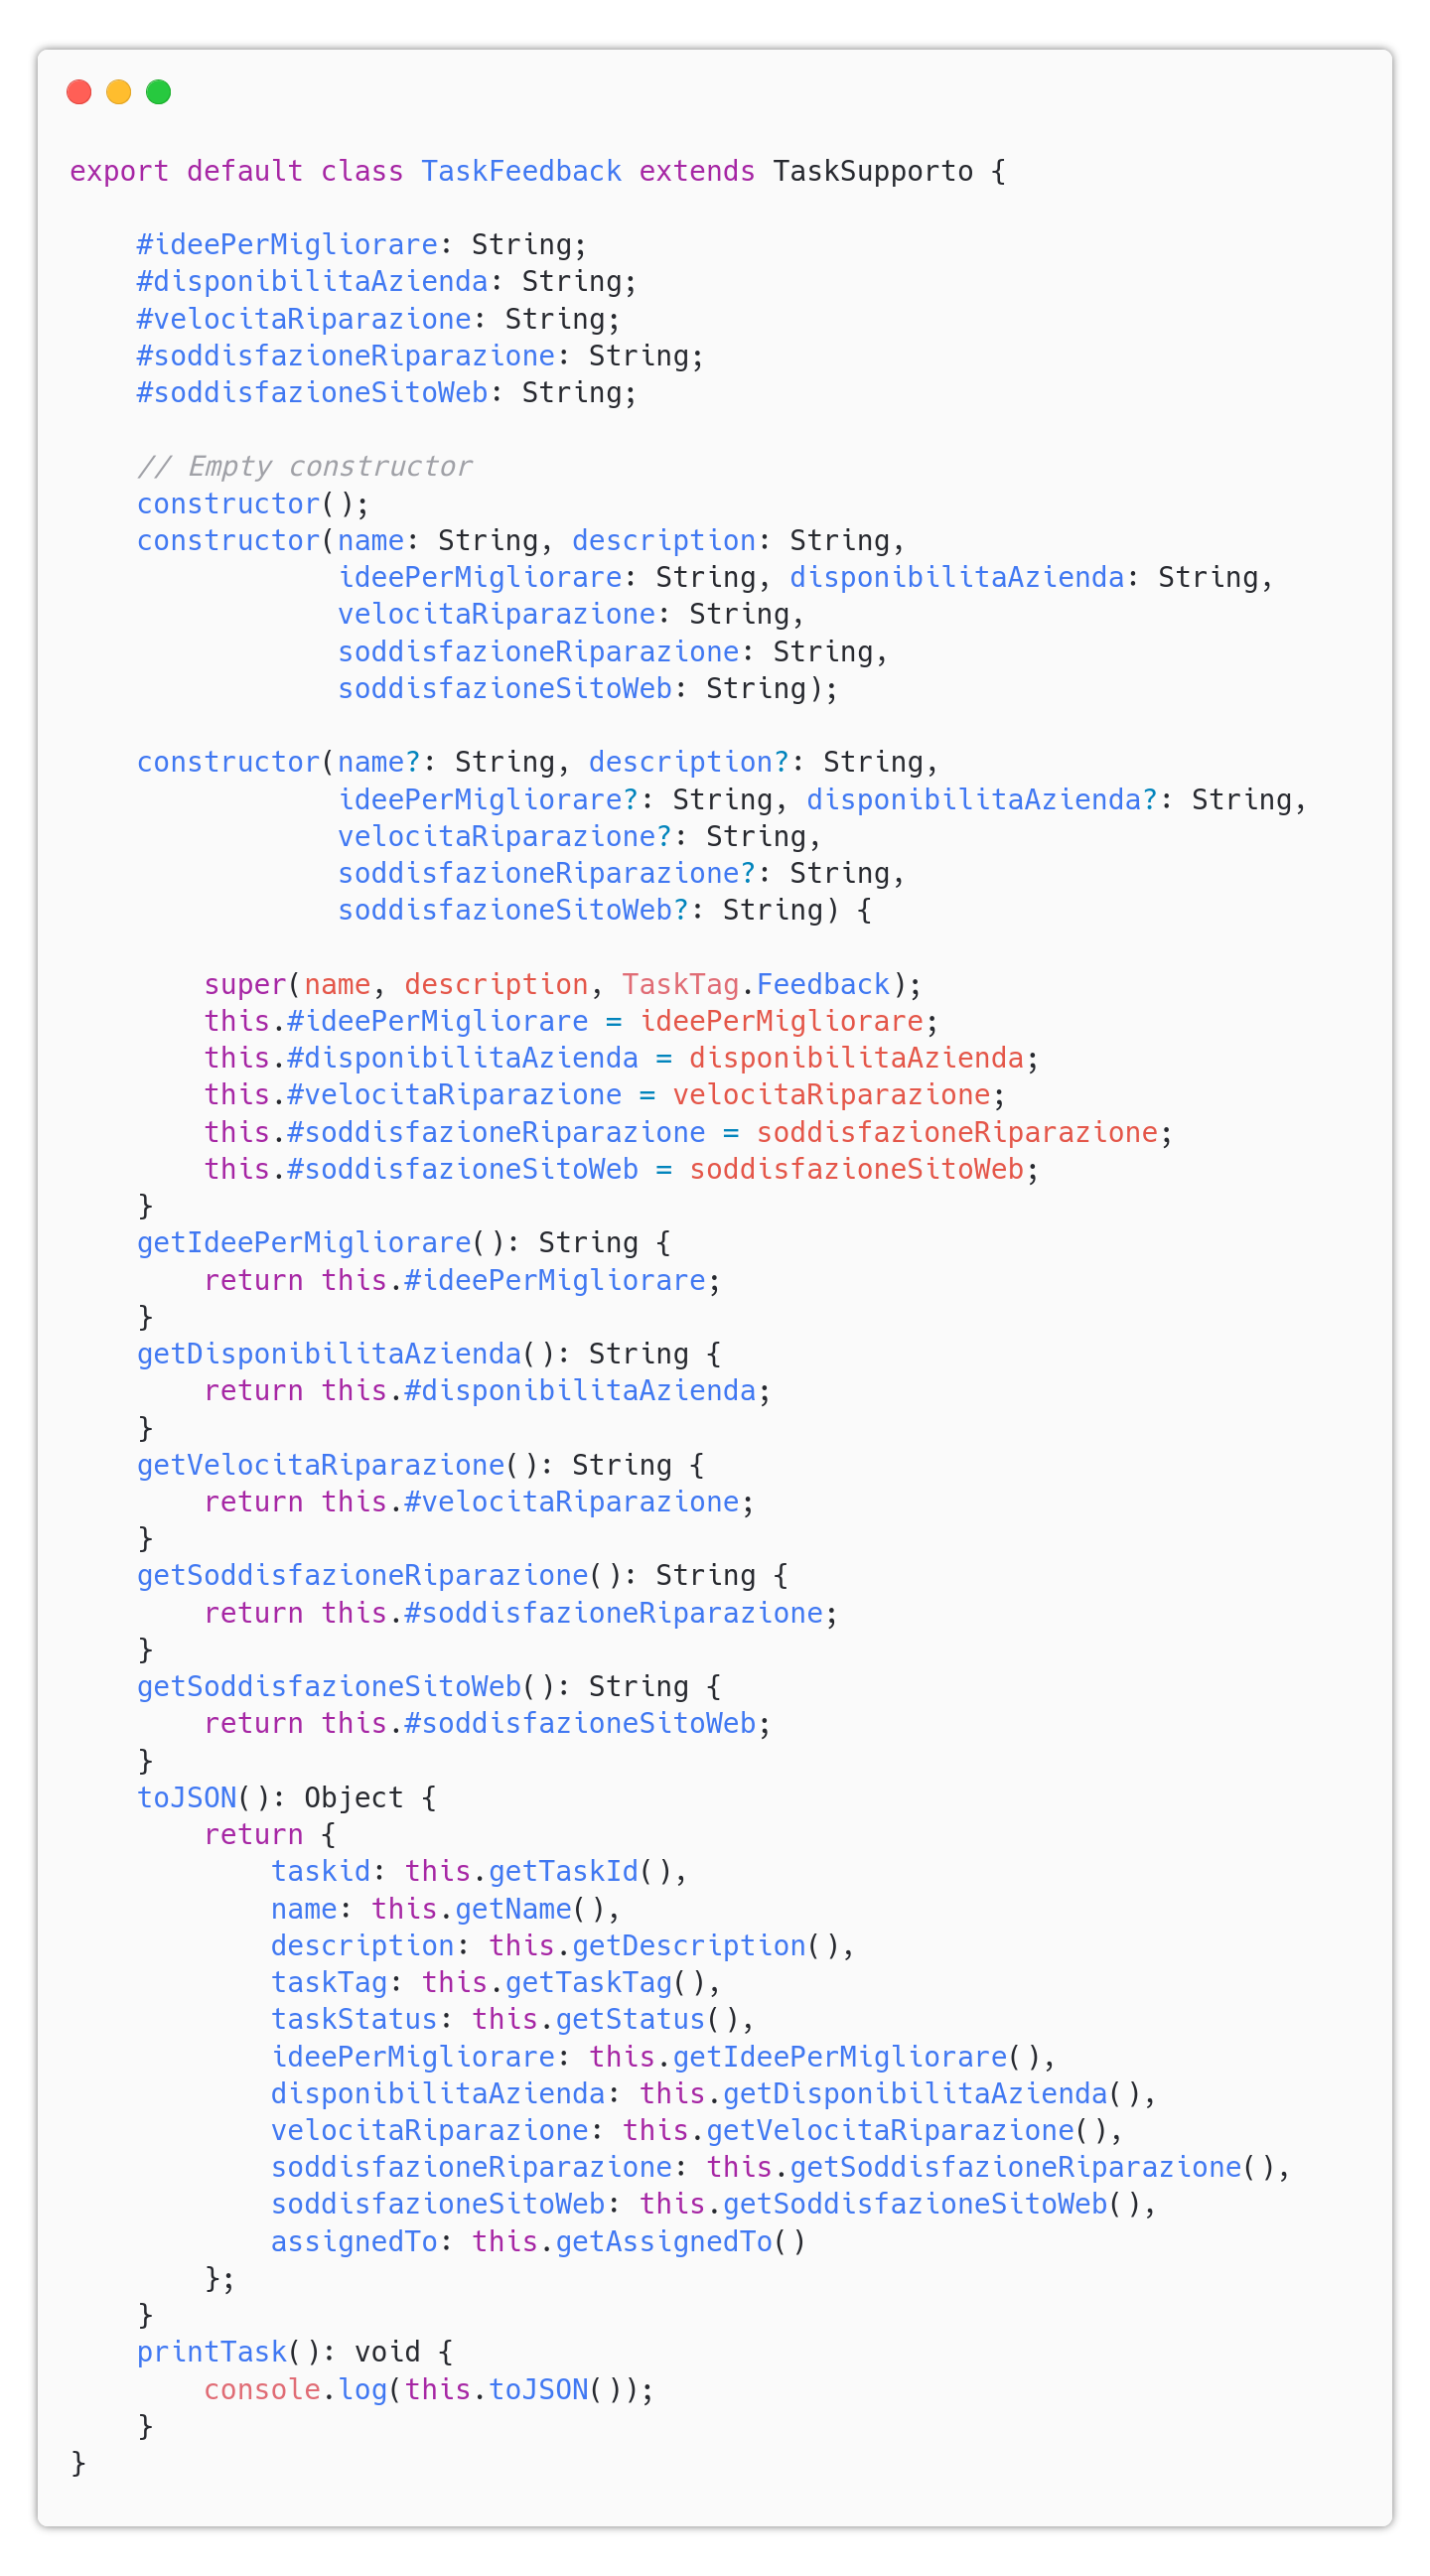 export default class TaskFeedback extends TaskSupporto {

    #ideePerMigliorare: String;
    #disponibilitaAzienda: String;
    #velocitaRiparazione: String;
    #soddisfazioneRiparazione: String;
    #soddisfazioneSitoWeb: String;

    // Empty constructor
    constructor();
    constructor(name: String, description: String,
                ideePerMigliorare: String, disponibilitaAzienda: String,
                velocitaRiparazione: String,
                soddisfazioneRiparazione: String,
                soddisfazioneSitoWeb: String);

    constructor(name?: String, description?: String,
                ideePerMigliorare?: String, disponibilitaAzienda?: String,
                velocitaRiparazione?: String,
                soddisfazioneRiparazione?: String,
                soddisfazioneSitoWeb?: String) {

        super(name, description, TaskTag.Feedback);
        this.#ideePerMigliorare = ideePerMigliorare;
        this.#disponibilitaAzienda = disponibilitaAzienda;
        this.#velocitaRiparazione = velocitaRiparazione;
        this.#soddisfazioneRiparazione = soddisfazioneRiparazione;
        this.#soddisfazioneSitoWeb = soddisfazioneSitoWeb;
    }
    getIdeePerMigliorare(): String {
        return this.#ideePerMigliorare;
    }
    getDisponibilitaAzienda(): String {
        return this.#disponibilitaAzienda;
    }
    getVelocitaRiparazione(): String {
        return this.#velocitaRiparazione;
    }
    getSoddisfazioneRiparazione(): String {
        return this.#soddisfazioneRiparazione;
    }
    getSoddisfazioneSitoWeb(): String {
        return this.#soddisfazioneSitoWeb;
    }
    toJSON(): Object {
        return {
            taskid: this.getTaskId(),
            name: this.getName(),
            description: this.getDescription(),
            taskTag: this.getTaskTag(),
            taskStatus: this.getStatus(),
            ideePerMigliorare: this.getIdeePerMigliorare(),
            disponibilitaAzienda: this.getDisponibilitaAzienda(),
            velocitaRiparazione: this.getVelocitaRiparazione(),
            soddisfazioneRiparazione: this.getSoddisfazioneRiparazione(),
            soddisfazioneSitoWeb: this.getSoddisfazioneSitoWeb(),
            assignedTo: this.getAssignedTo()
        };
    }
    printTask(): void {
        console.log(this.toJSON());
    }
}